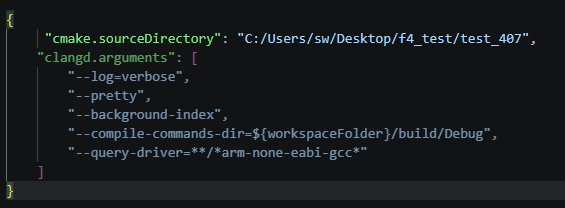 {
"cmake.sourceDirectory": "C:/Users/sw/Desktop/f4_test/test_407",
"clangd.arguments": [
"--log=verbose",
"--pretty",
"--background-index",
"--compile-commands-dir=${workspaceFolder}/build/Debug",
"--query-driver=**/*arm-none-eabi-gcc*"
]
}